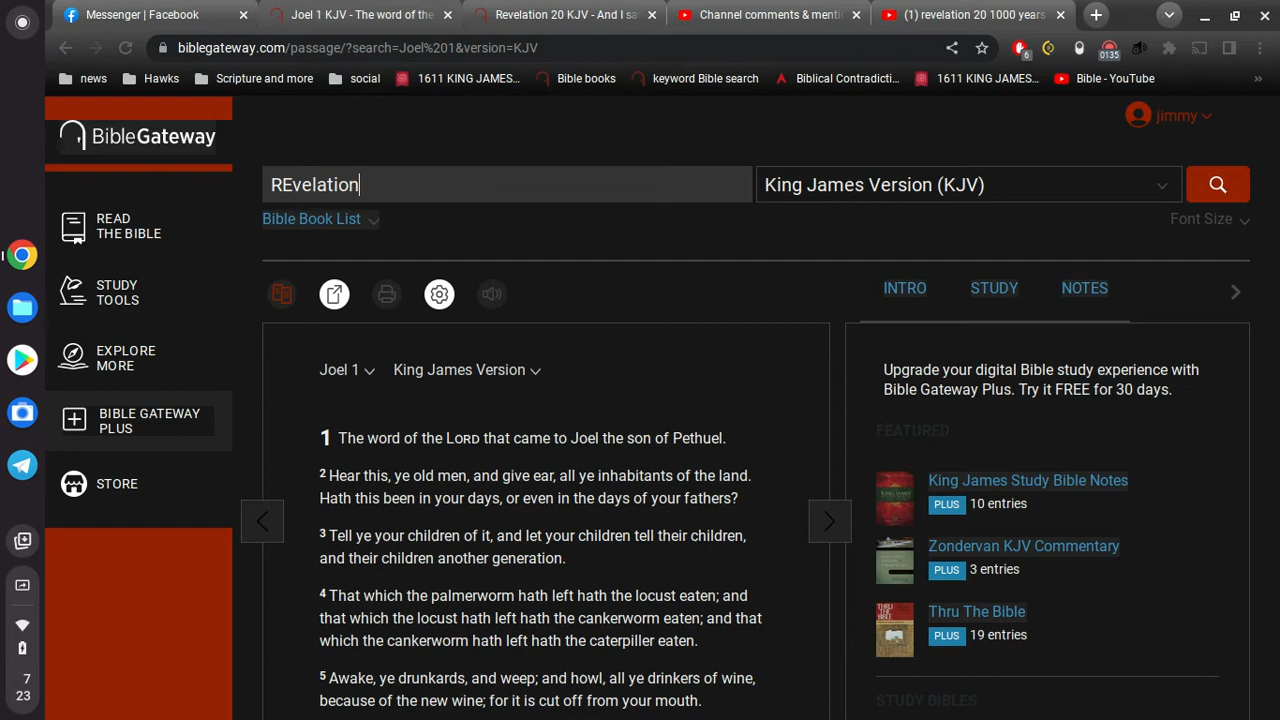 Messenger | Facebook
Joel 1 KJV - The word of the
Revelation 20 KJV - And I sa
Channel comments & menti
(1) revelation 20 1000 years
biblegateway.com/passage/?search=Joel%201&version=KJV
6
0135
news
Hawks
Scripture and more
social
1611 KING JAMES...
Bible books
keyword Bible search
Biblical Contradicti...
1611 KING JAMES...
Bible - YouTube
»
BibleGateway
jimmy
REvelation
King James Version (KJV)
Bible Book List
Font Size
READ
THE BIBLE
STUDY
TOOLS
EXPLORE
MORE
BIBLE GATEWAY
PLUS
STORE
INTRO
STUDY
NOTES
Joel 1
King James Version
1 The word of the LORD that came to Joel the son of Pethuel.
2 Hear this, ye old men, and give ear, all ye inhabitants of the land.
Hath this been in your days, or even in the days of your fathers?
3 Tell ye your children of it, and let your children tell their children,
and their children another generation.
4 That which the palmerworm hath left hath the locust eaten; and
that which the locust hath left hath the cankerworm eaten; and that
which the cankerworm hath left hath the caterpiller eaten.
5 Awake, ye drunkards, and weep; and howl, all ye drinkers of wine,
because of the new wine; for it is cut off from your mouth.
Upgrade your digital Bible study experience with
Bible Gateway Plus. Try it FREE for 30 days.
FEATURED
King James Study Bible Notes
PLUS 10 entries
Zondervan KJV Commentary
PLUS 3 entries
Thru The Bible
PLUS 19 entries
STUDY BIBLES
7
23